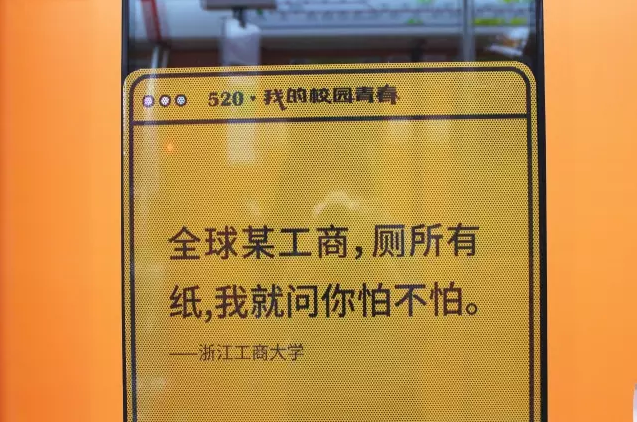 520·我的校园青春
全球某工商，厕所有
纸,我就问你怕不怕。
——浙江工商大学